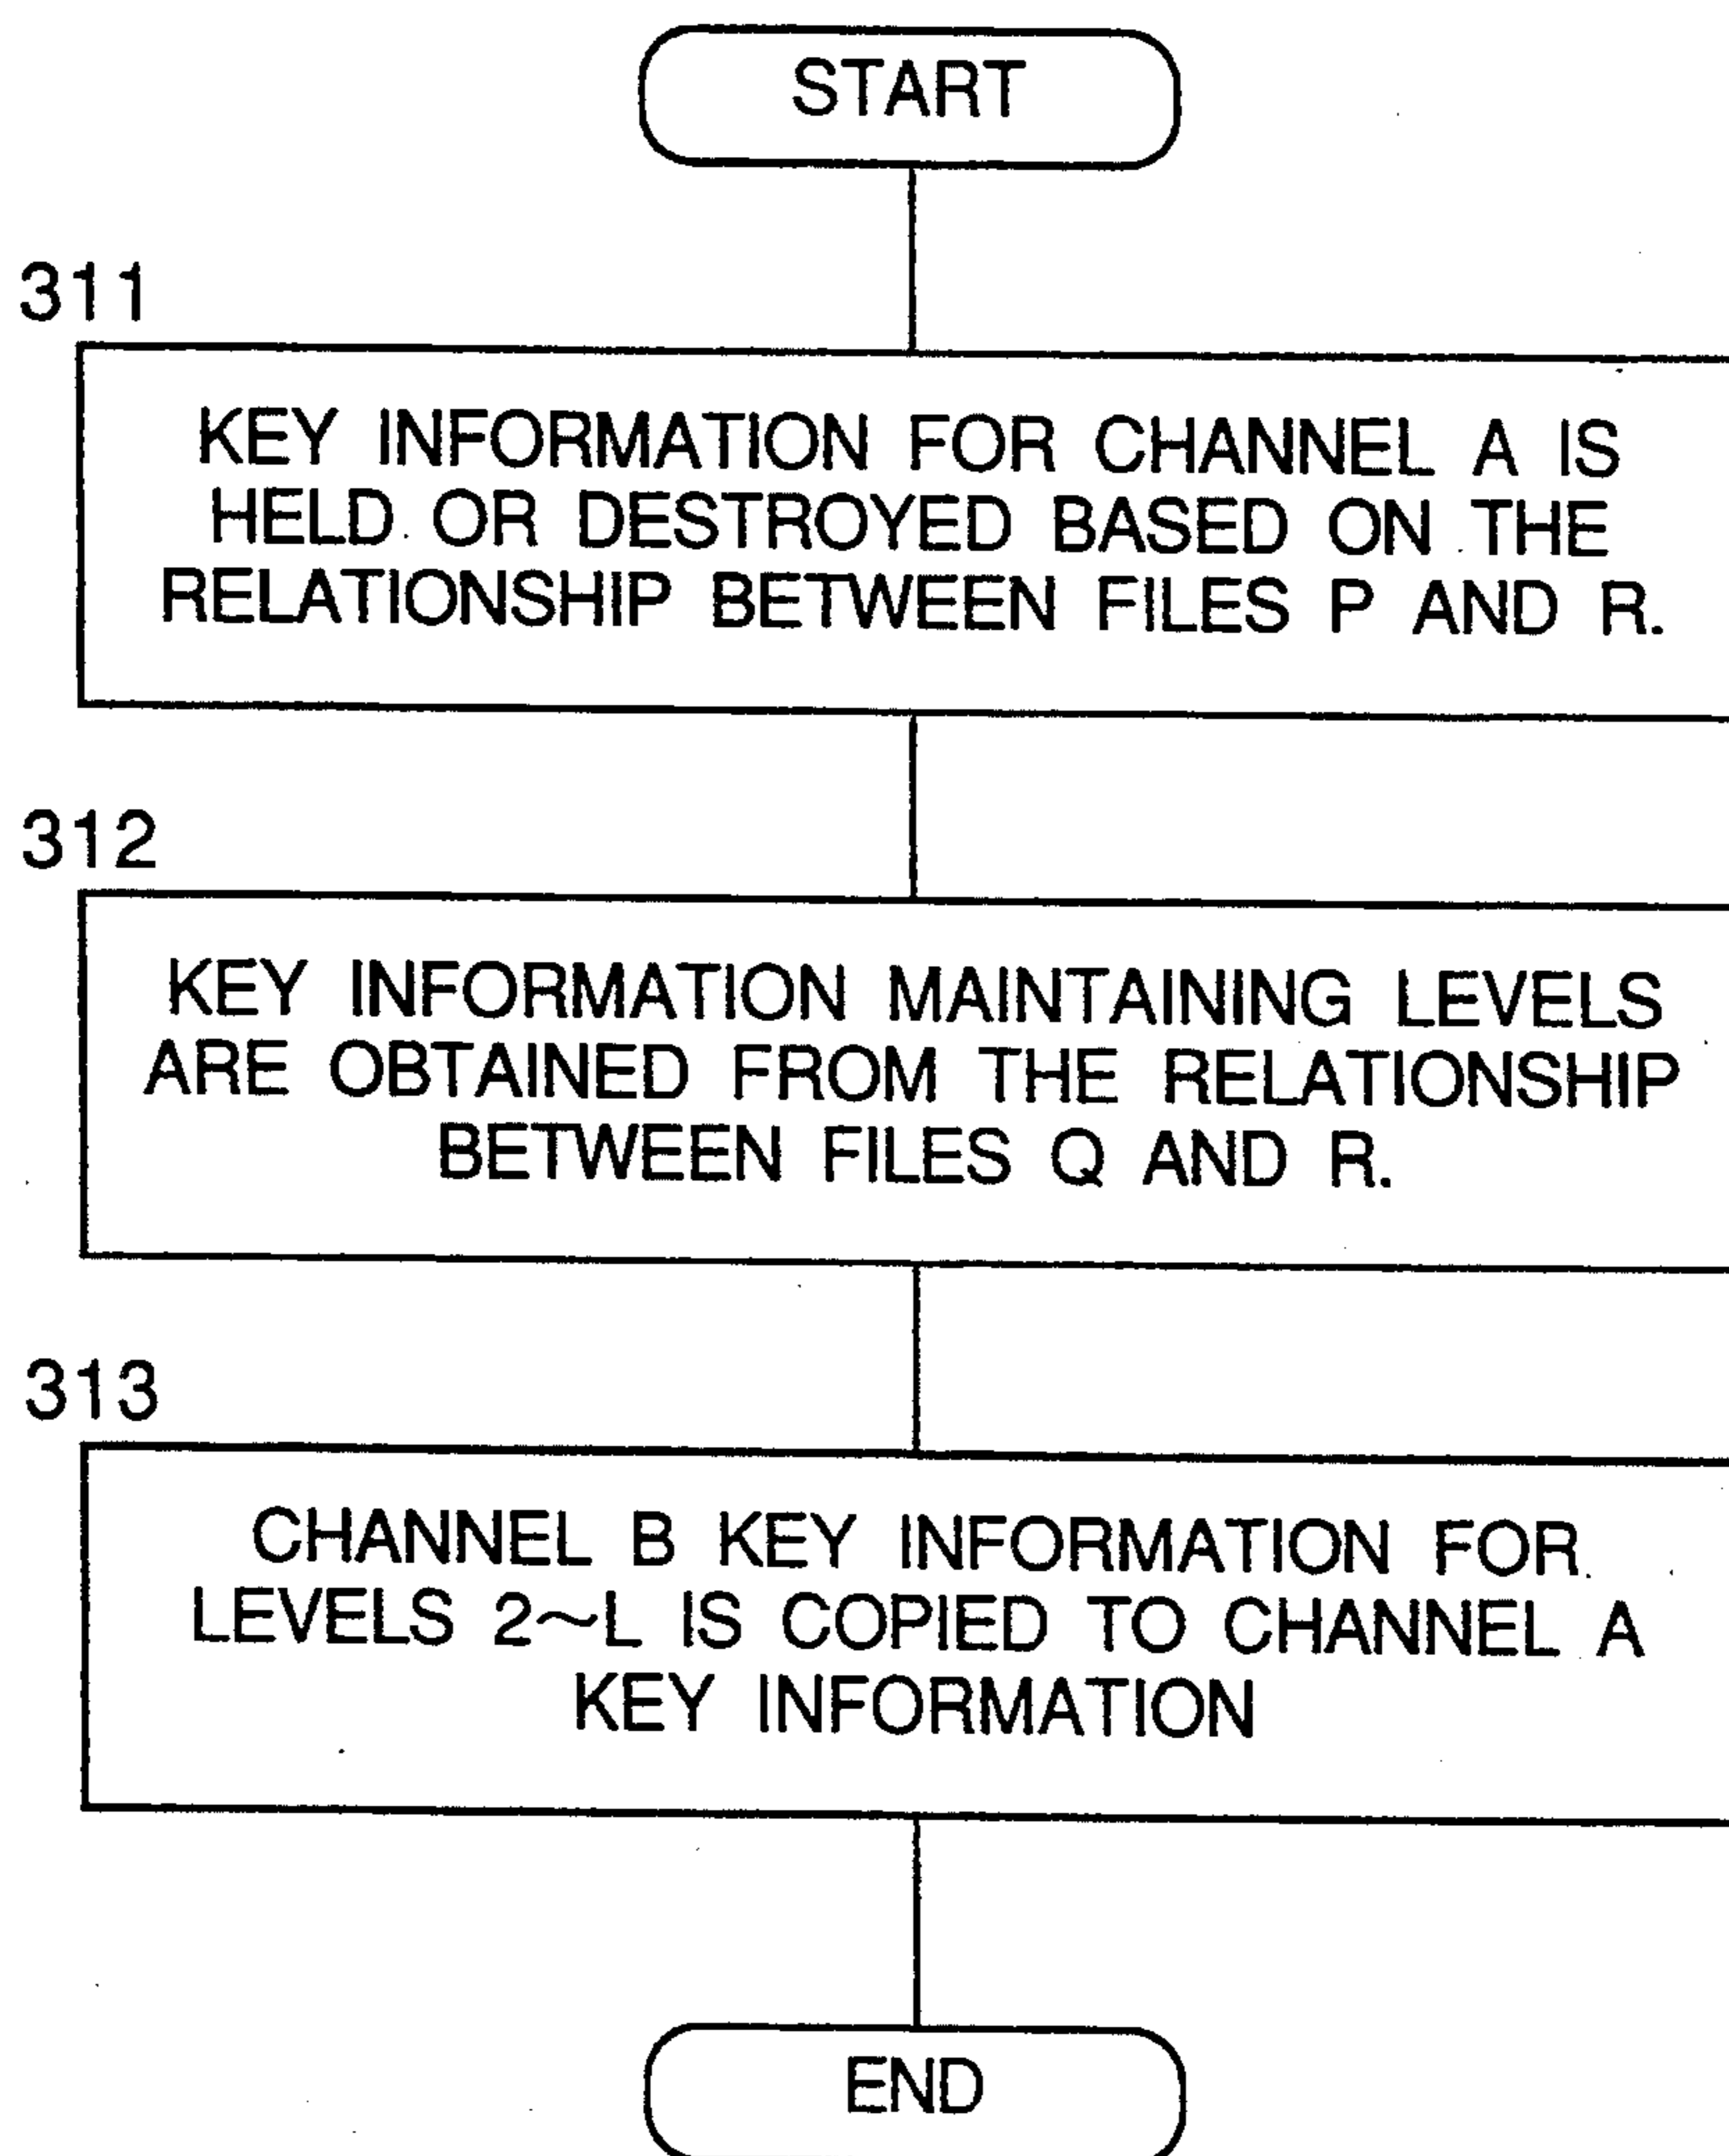 START
311
KEY INFORMATION FOR CHANNEL A IS
HELD OR DESTROYED BASED ON THE
RELATIONSHIP BETWEEN FILES P AND R.
312
KEY INFORMATION MAINTAINING LEVELS
ARE OBTAINED FROM THE RELATIONSHIP
BETWEEN FILES Q AND R.
313
CHANNEL B KEY INFORMATION FOR
LEVELS 2~L IS COPIED TO CHANNEL A
KEY INFORMATION
END